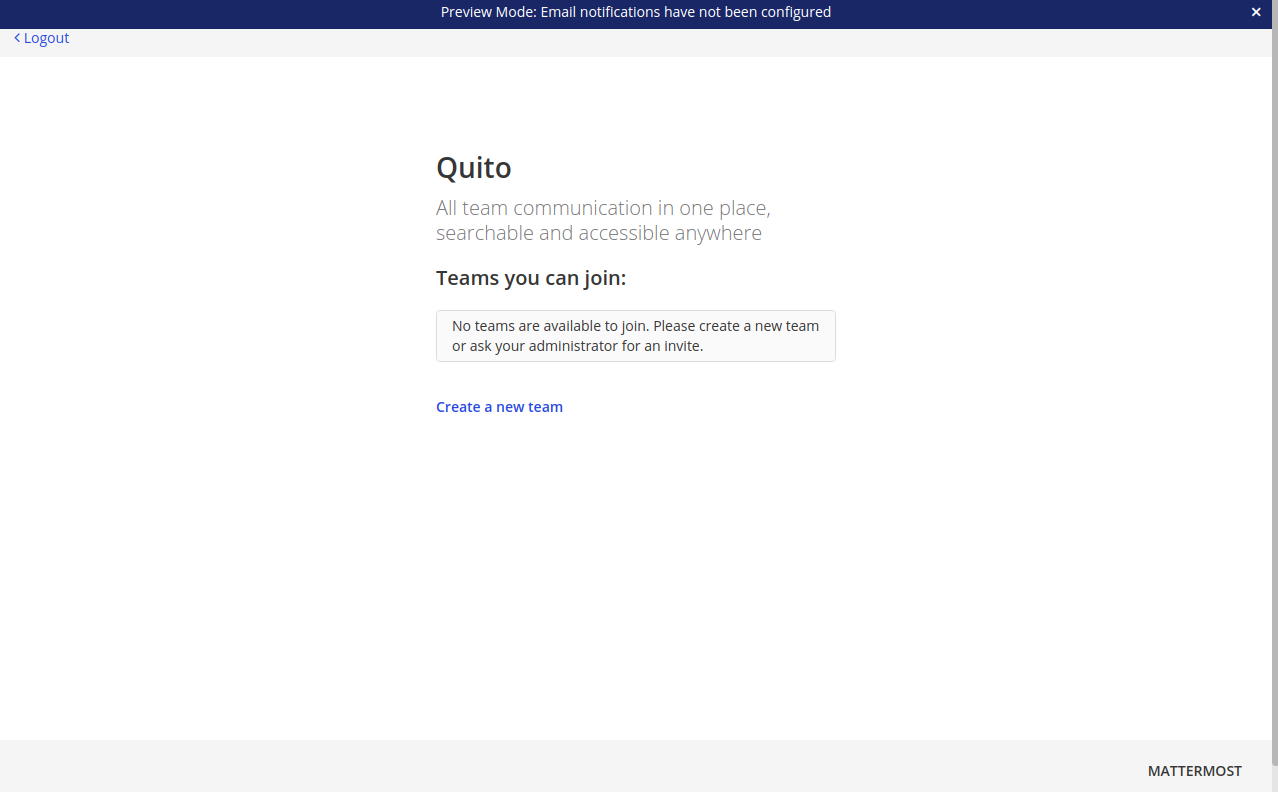 Preview Mode: Email notifications have not been configured
Logout
Quito
All team communication in one place,
searchable and accessible anywhere
Teams you can join:
No teams are available to join. Please create a new team
or ask your administrator for an invite.
Create a new team
MATTERMOST